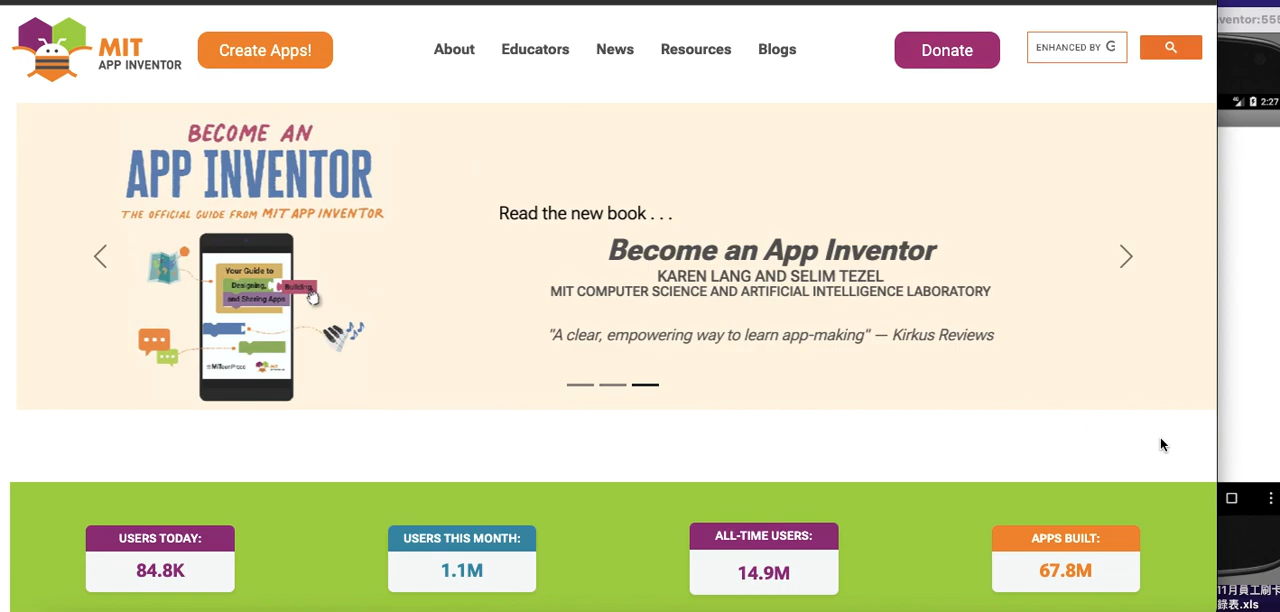 MIT
APP INVENTOR
Create Apps!
About
Educators
News
Resources
Blogs
Donate
ENHANCED BY G
ventor:555
2:27
BECOME AN
APP INVENTOR
THE OFFICIAL GUIDE FROM MIT APP INVENTOR
Your Guide to
Designing,
Building,
and Sharing Apps
Read the new book . . .
Become an App Inventor
KAREN LANG AND SELIM TEZEL
MIT COMPUTER SCIENCE AND ARTIFICIAL INTELLIGENCE LABORATORY
"A clear, empowering way to learn app-making" — Kirkus Reviews
USERS TODAY:
84.8K
USERS THIS MONTH:
1.1M
ALL-TIME USERS:
14.9M
APPS BUILT:
67.8M
11月員工刷卡
錄表.xls